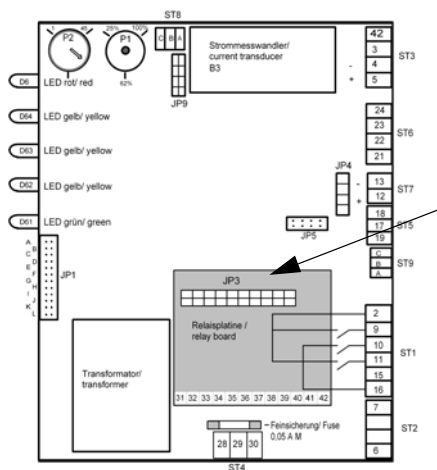 ST8
P2
1
45
25%
100%
P1
62%
C B A
JP9
Strommesswandler/
current transducer
B3
-
+
42
3
4
5
ST3
D6 LED rot/ red
D64 LED gelb/ yellow
D63 LED gelb/ yellow
D62 LED gelb/ yellow
D61 LED grün/ green
24
23
22
21
ST6
JP4
-
+
13
12
ST7
18
17
19
ST5
JP5
C
B
A
ST9
A
B
C
D
E
F
G
H
I
J
K
L
JP1
JP3
Relaisplatine /
relay board
31 32 33 34 35 36 37 38 39 40 41 42
2
9
10
11
15
16
ST1
Transformator/
transformer
Feinsicherung/ Fuse
0,05 A M
28 29 30
ST4
7
6
ST2